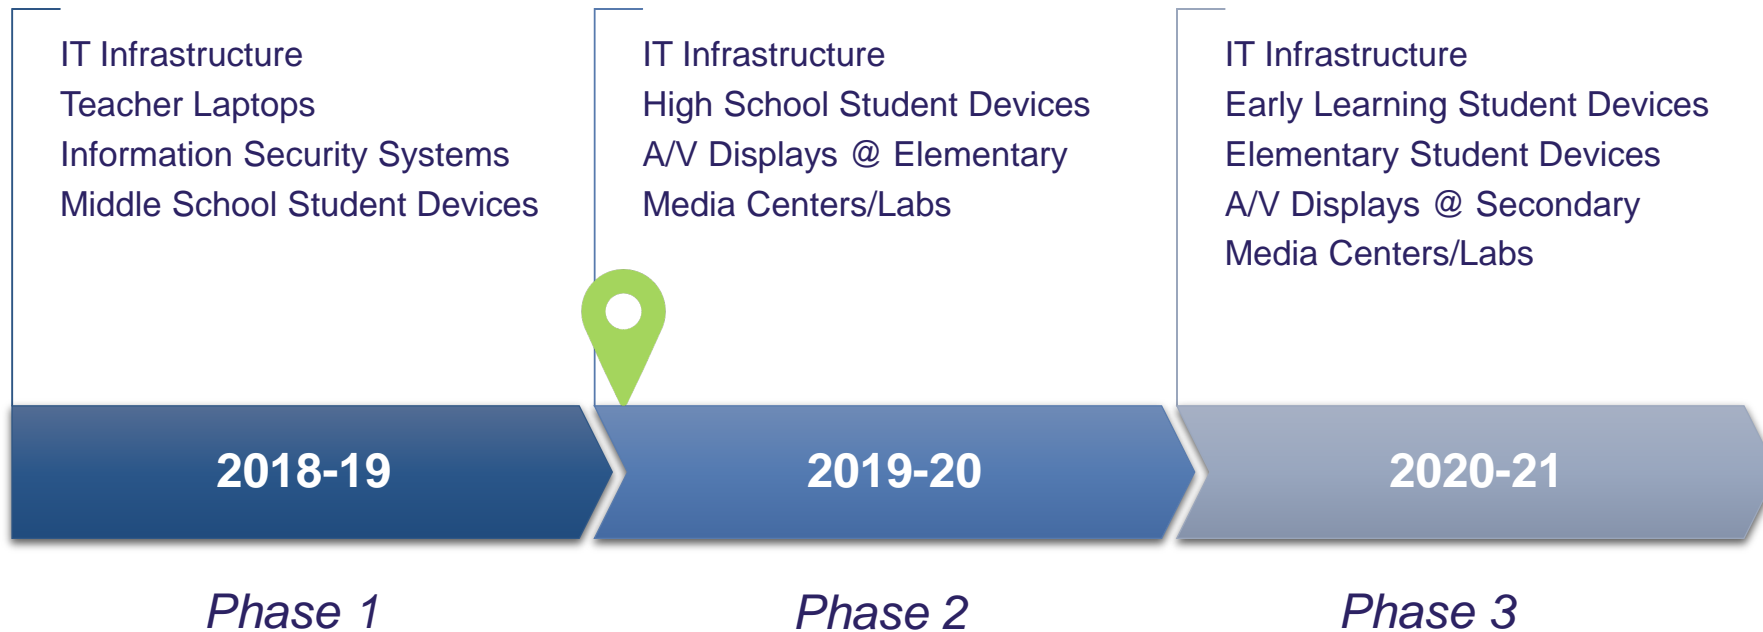 IT Infrastructure
Teacher Laptops
Information Security Systems
Middle School Student Devices
IT Infrastructure
High School Student Devices
A/V Displays @ Elementary
Media Centers/Labs
IT Infrastructure
Early Learning Student Devices
Elementary Student Devices
A/V Displays @ Secondary
Media Centers/Labs
2018-19
2019-20
2020-21
Phase 1
Phase 2
Phase 3